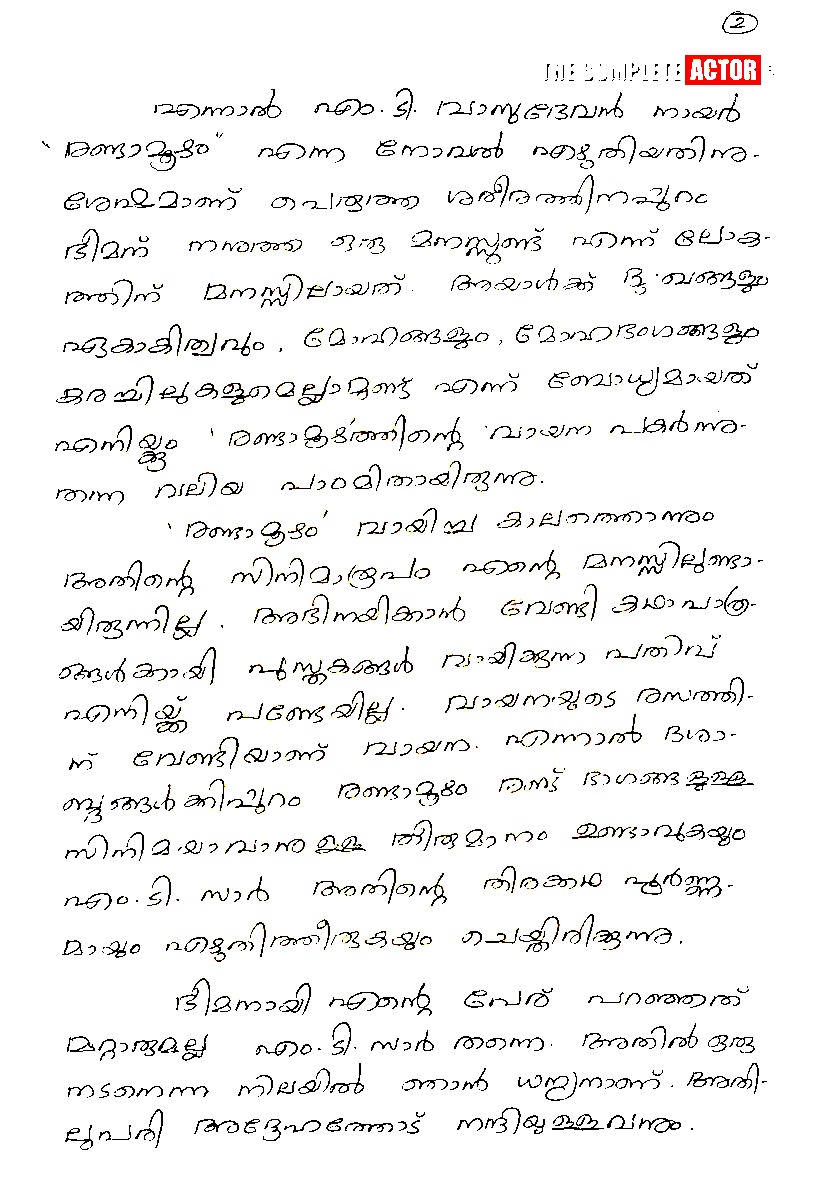 2
THE COMPLETE ACTOR
എന്നാൽ എം.ടി. വാസുദേവൻ നായർ
"രണ്ടാമൂഴം" എന്ന നോവൽ എഴുതിയതിനു-
ശേഷമാണ് പെരുത്ത ശരീരത്തിനപ്പുറം
ഭീമന് നനുത്ത ഒരു മനസ്സുണ്ട് എന്ന് ലോക-
ത്തിന് മനസ്സിലായത്. അയാൾക്ക് ദു:ഖങ്ങളും
ഏകാകിത്വവും, മോഹങ്ങളും, മോഹഭംഗങ്ങളും
കരച്ചിലുകളുമെല്ലാമുണ്ട് എന്ന് ബോധ്യമായത്
എനിയ്ക്കും 'രണ്ടാമൂഴ'ത്തിന്റെ വായന പകർന്നു-
തന്ന വലിയ പാഠമിതായിരുന്നു.
'രണ്ടാമൂഴം' വായിച്ച കാലത്തൊന്നും
അതിന്റെ സിനിമാരൂപം എന്റെ മനസ്സിലുണ്ടാ-
യിരുന്നില്ല. അഭിനയിക്കാൻ വേണ്ടി കഥാപാത്ര-
ങ്ങൾക്കായി പുസ്തകങ്ങൾ വായിക്കുന്ന പതിവ്
എനിയ്ക്ക് പണ്ടേയില്ല. വായനയുടെ രസത്തി-
ന് വേണ്ടിയാണ് വായന. എന്നാൽ ദശാ-
ബ്ദങ്ങൾക്കിപ്പുറം രണ്ടാമൂഴം രണ്ട് ഭാഗങ്ങളുള്ള
സിനിമയാവാനുള്ള തീരുമാനം ഉണ്ടാവുകയും
എം.ടി. സാർ അതിന്റെ തിരക്കഥ പൂർണ്ണ-
മായും എഴുതിത്തീരുകയും ചെയ്തിരിക്കുന്നു.
ഭീമനായി എന്റെ പേര് പറഞ്ഞത്
മറ്റാരുമല്ല എം.ടി. സാർ തന്നെ. അതിൽ ഒരു
നടനെന്ന നിലയിൽ ഞാൻ ധന്യനാണ്. അതി-
ലുപരി അദ്ദേഹത്തോട് നന്ദിയുള്ളവനും.